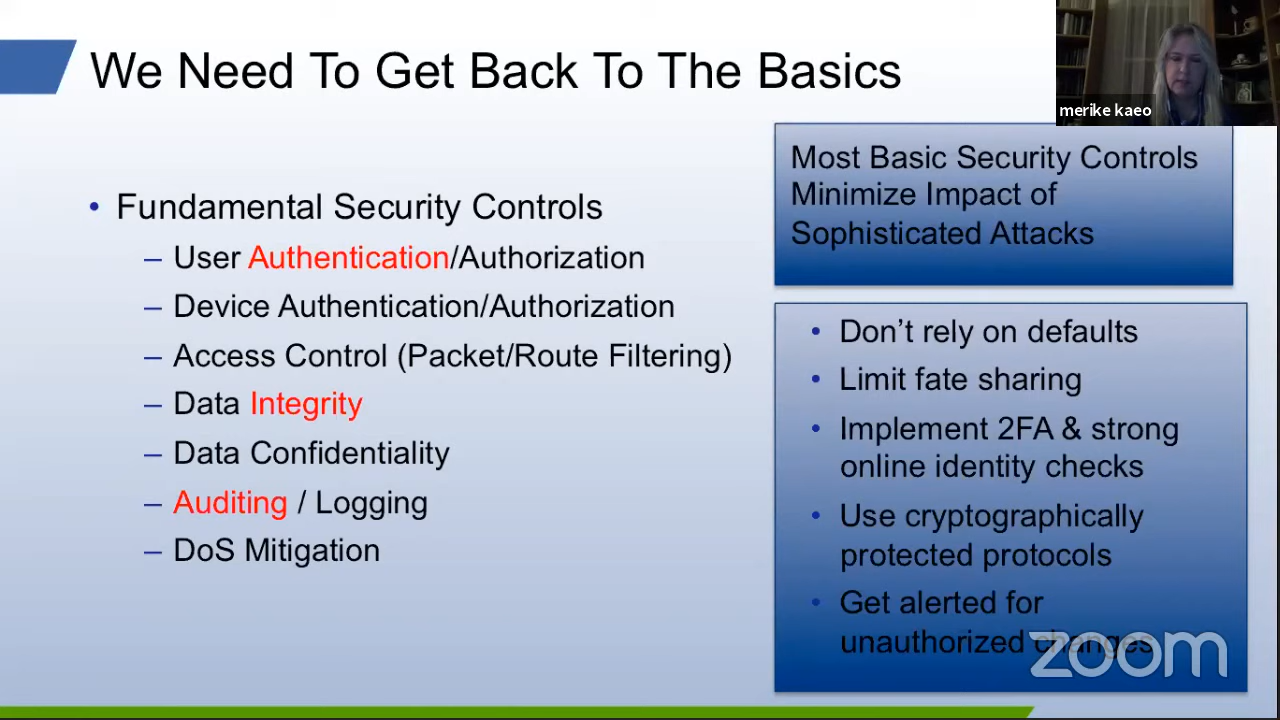 We Need To Get Back To The Basics
merike kaeo
• Fundamental Security Controls
– User Authentication/Authorization
– Device Authentication/Authorization
– Access Control (Packet/Route Filtering)
– Data Integrity
– Data Confidentiality
– Auditing / Logging
– DoS Mitigation
Most Basic Security Controls
Minimize Impact of
Sophisticated Attacks
• Don’t rely on defaults
• Limit fate sharing
• Implement 2FA & strong
online identity checks
• Use cryptographically
protected protocols
• Get alerted for
unauthorized changes
zoom